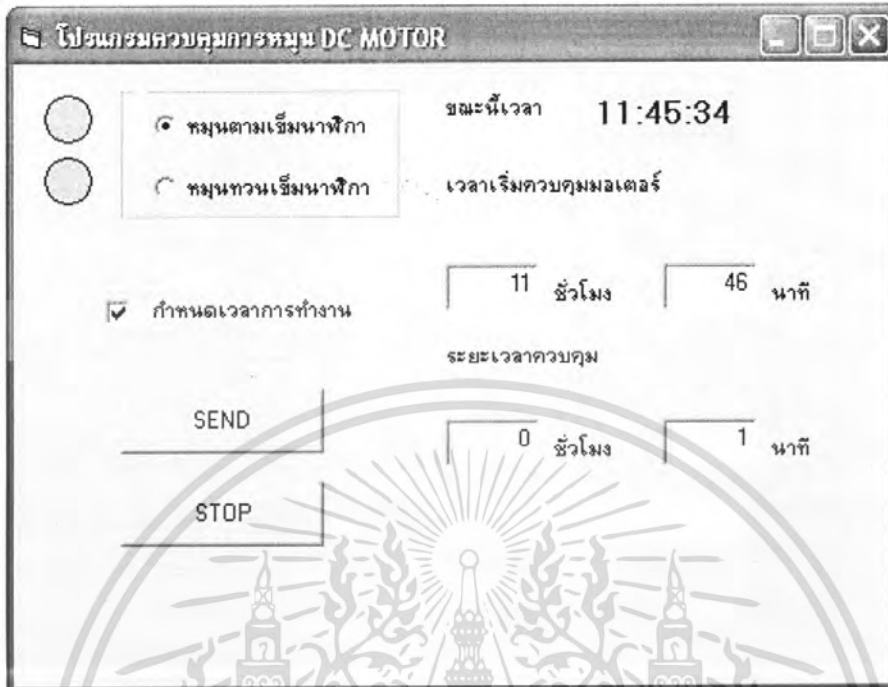 โปรแกรมควบคุมการหมุน DC MOTOR
หมุนตามเข็มนาฬิกา
หมุนทวนเข็มนาฬิกา
ขณะนี้เวลา 11:45:34
เวลาเริ่มควบคุมมอเตอร์
11 ชั่วโมง 46 นาที
กำหนดเวลาการทำงาน
ระยะเวลาควบคุม
0 ชั่วโมง 1 นาที
SEND
STOP